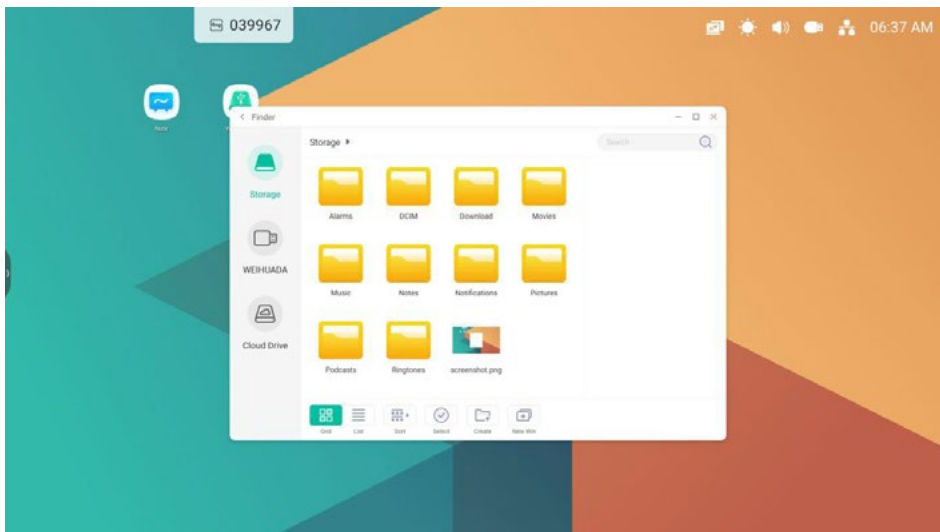 039967
06:37 AM
Finder
Storage
Search
Storage
Alarms DCIM Download Movies
WEIHUADA
Music Notes Notifications Pictures
Cloud Drive
Podcasts Ringtones screenshot.png
Grid List Sort Select Create New Win